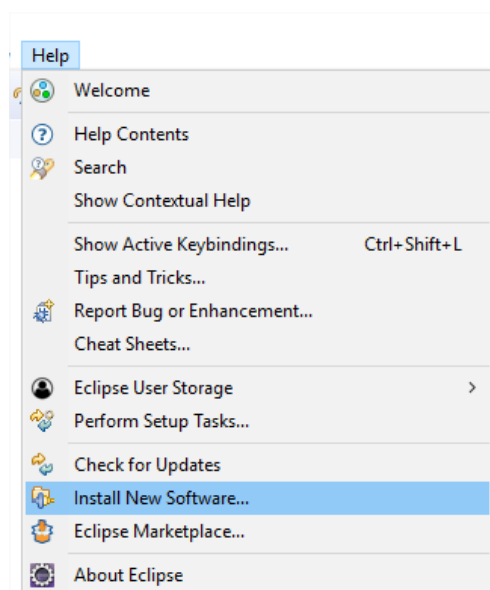 Help
Welcome
Help Contents
Search
Show Contextual Help
Show Active Keybindings... Ctrl+Shift+L
Tips and Tricks...
Report Bug or Enhancement...
Cheat Sheets...
Eclipse User Storage
Perform Setup Tasks...
Check for Updates
Install New Software...
Eclipse Marketplace...
About Eclipse